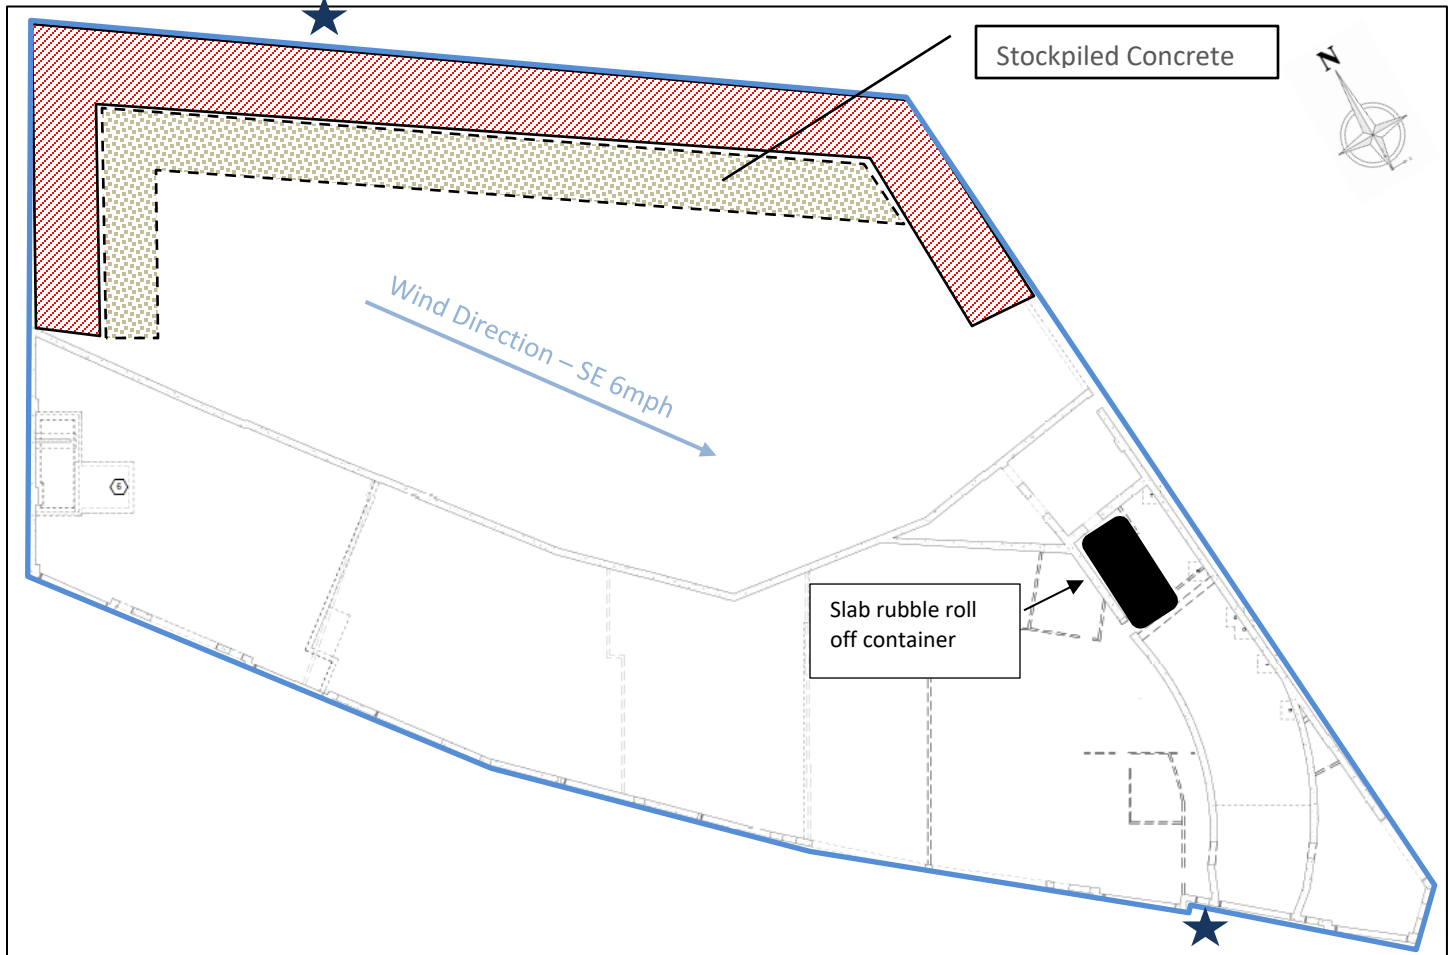 Stockpiled Concrete
N
Wind Direction – SE 6mph
6
Slab rubble roll
off container